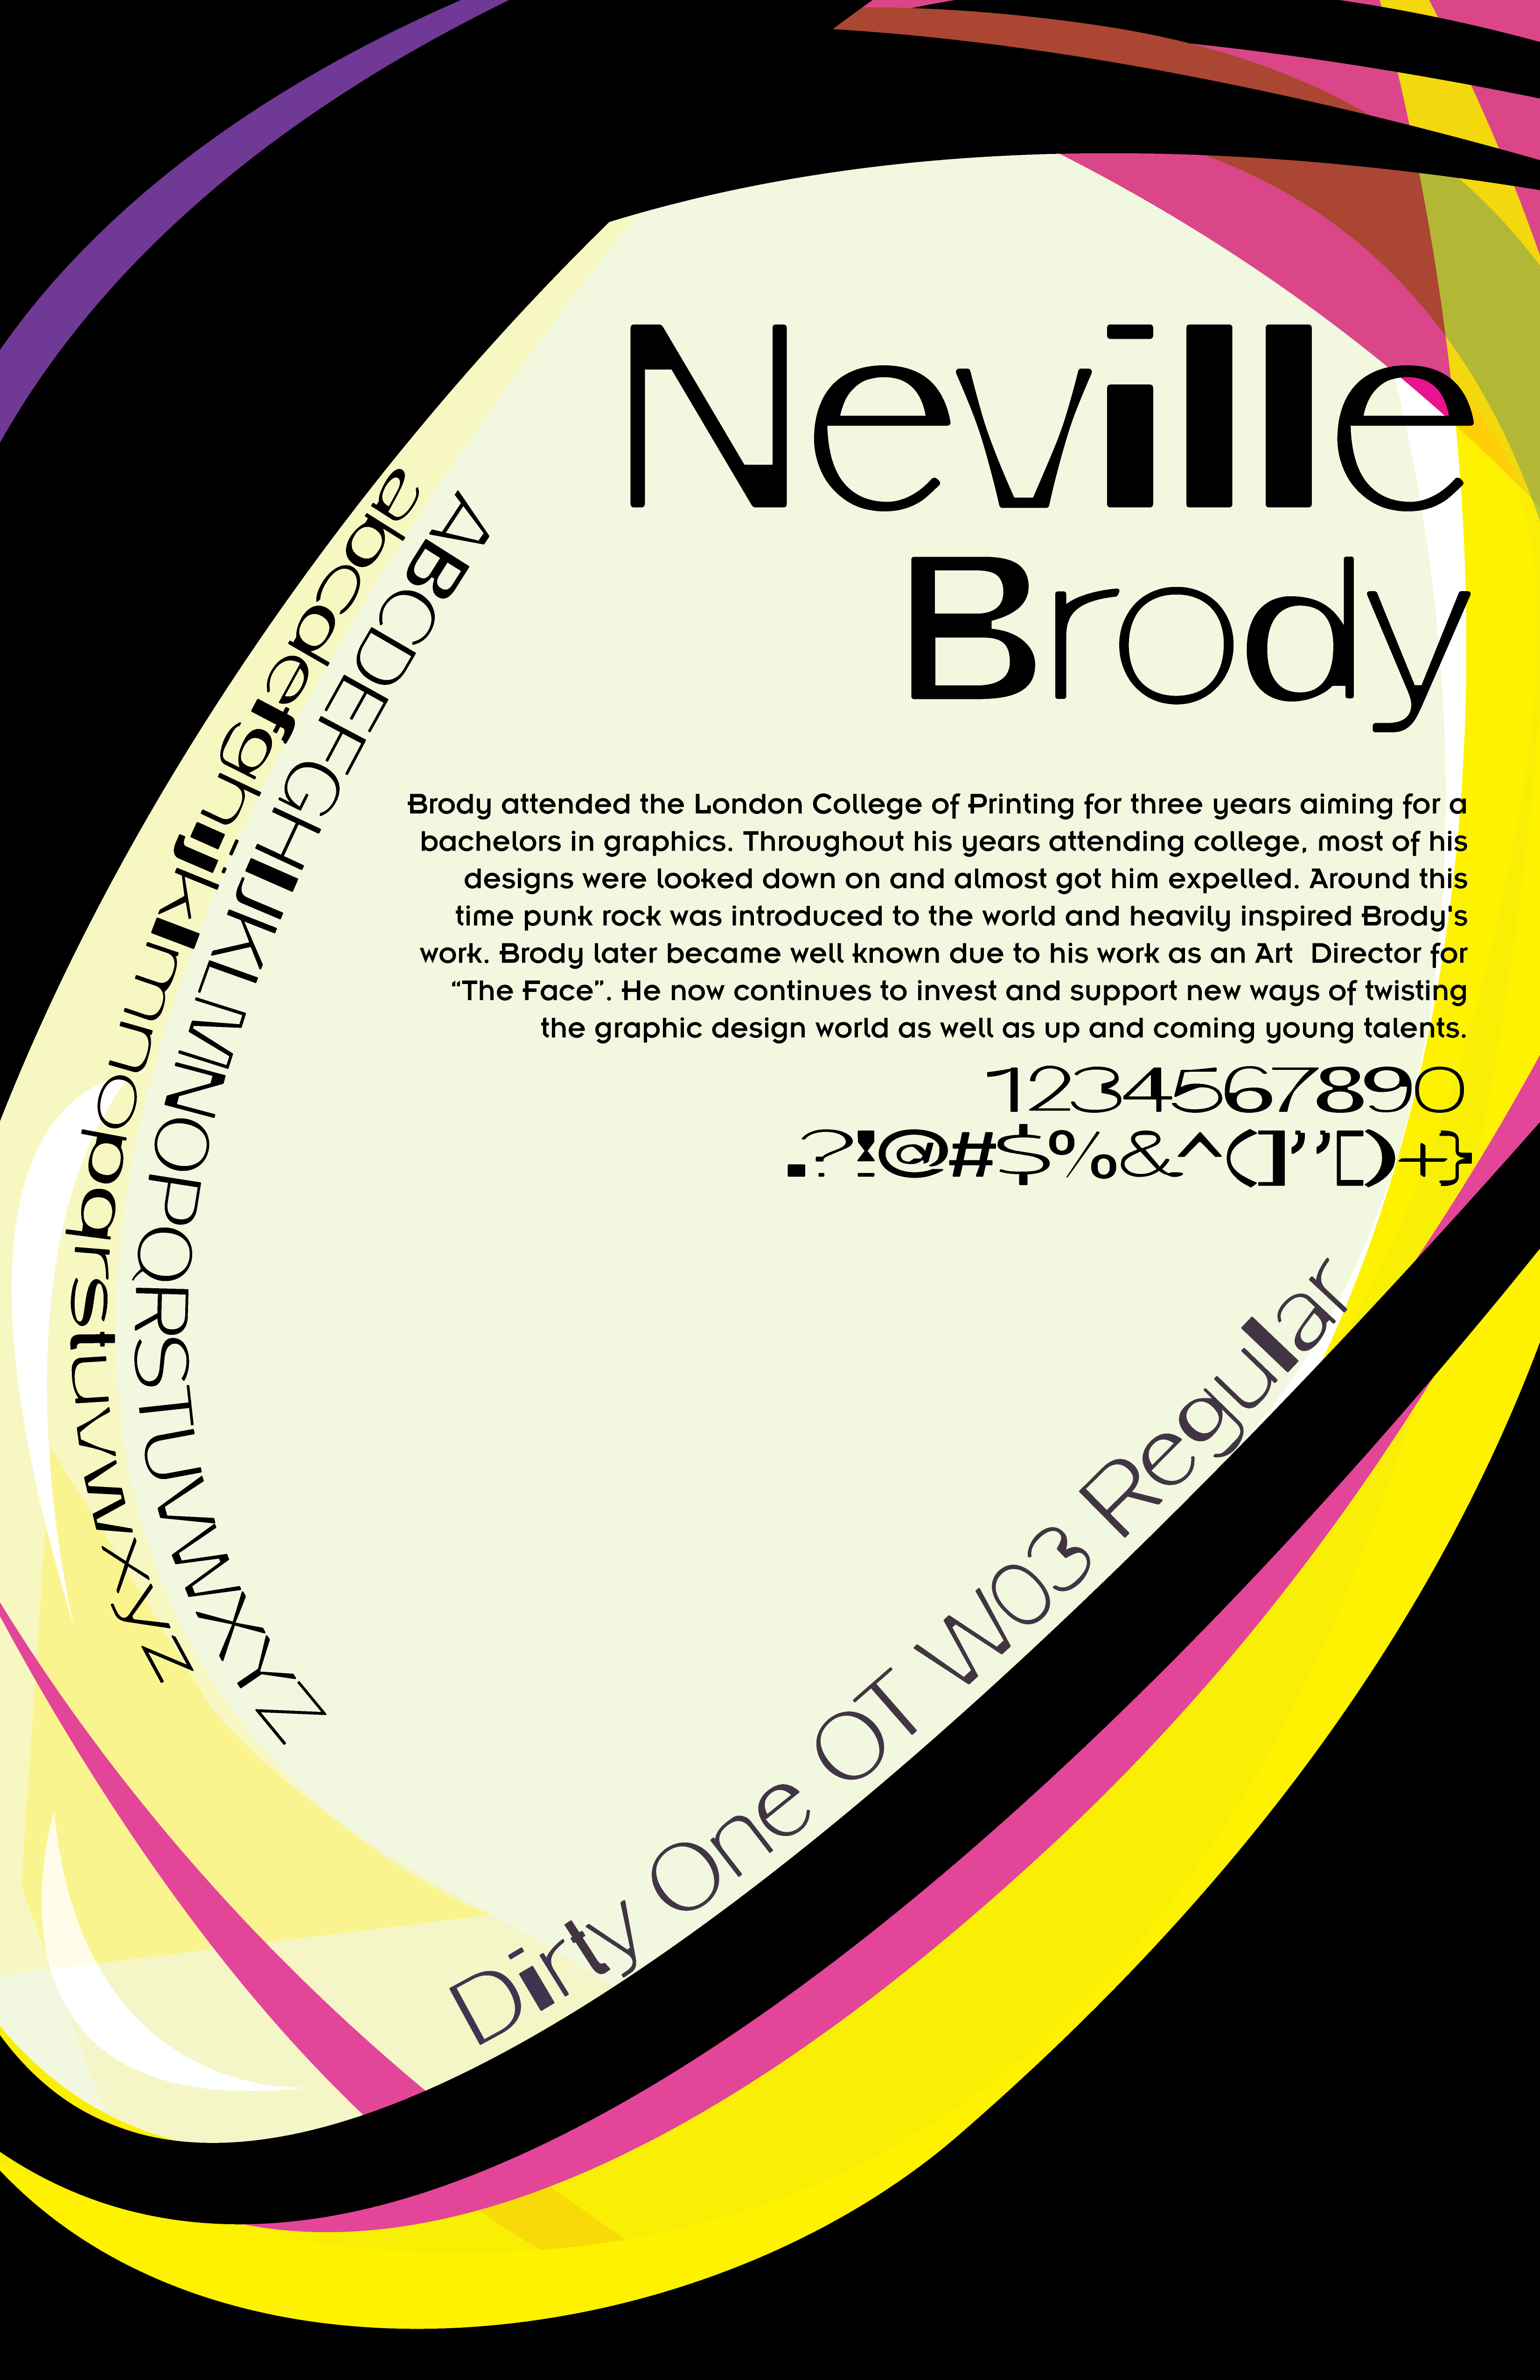 Neville
Brody
abcdefghijklmnopqrstuvwxyz
ABCDEFGHIJKLMNOPQRSTUVWXYZ
Brody attended the London College of Printing for three years aiming for a
bachelors in graphics. Throughout his years attending college, most of his
designs were looked down on and almost got him expelled. Around this
time punk rock was introduced to the world and heavily inspired Brody's
work. Brody later became well known due to his work as an Art  Director for
“The Face”. He now continues to invest and support new ways of twisting
the graphic design world as well as up and coming young talents.
1234567890
.?!@#$%&^(]’’[)+}
Dirty One OT W03 Regular